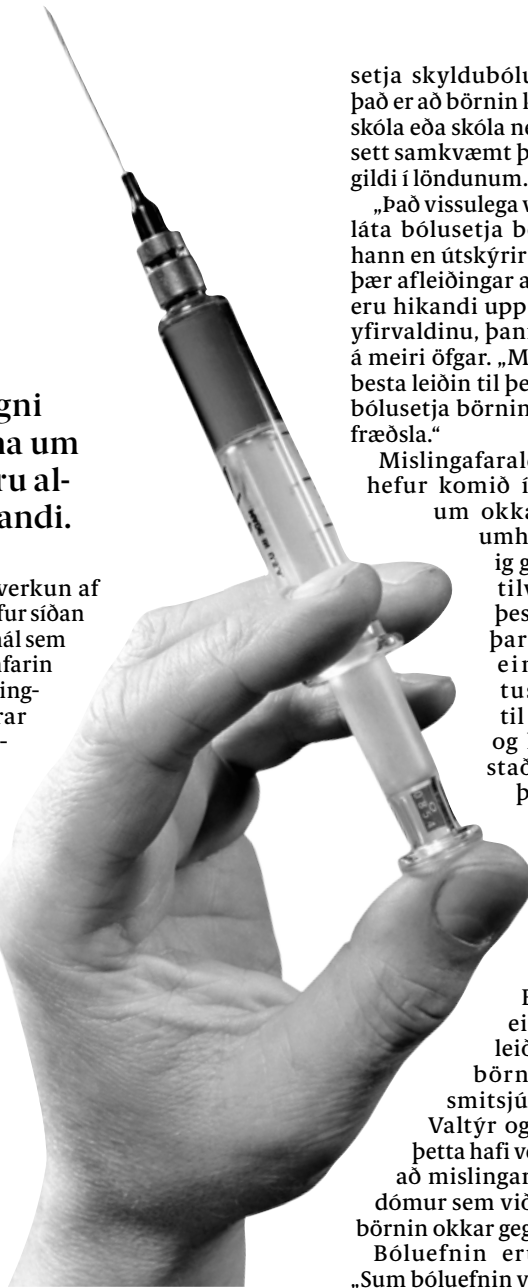 gni
na um
ru al-
andi.
verkun af
fur síðan
nál sem
afarin
ing-
rar
-
setja skyldubólu
það er að börnin k
skóla eða skóla ne
sett samkvæmt þ
gildi í löndunum.
„Það vissulega v
láta bólusetja bö
hann en útskýrir
þær afleiðingar a
eru hikandi upp
yfirvaldinu, þann
á meiri öfgar. „M
besta leiðin til þe
bólusetja börnin
fræðsla.“
Mislingafarald
hefur komið í
um okka
umh
ig g
tilv
þes
þar
ein
tus
til
og
stað
þ
ei
leið
börn
smitsjú
Valtýr og
þetta hafi ve
að mislingar
dómur sem við
börnin okkar geg
Bóluefnin eru
„Sum bóluefnin v
MADE IN U.S.A.